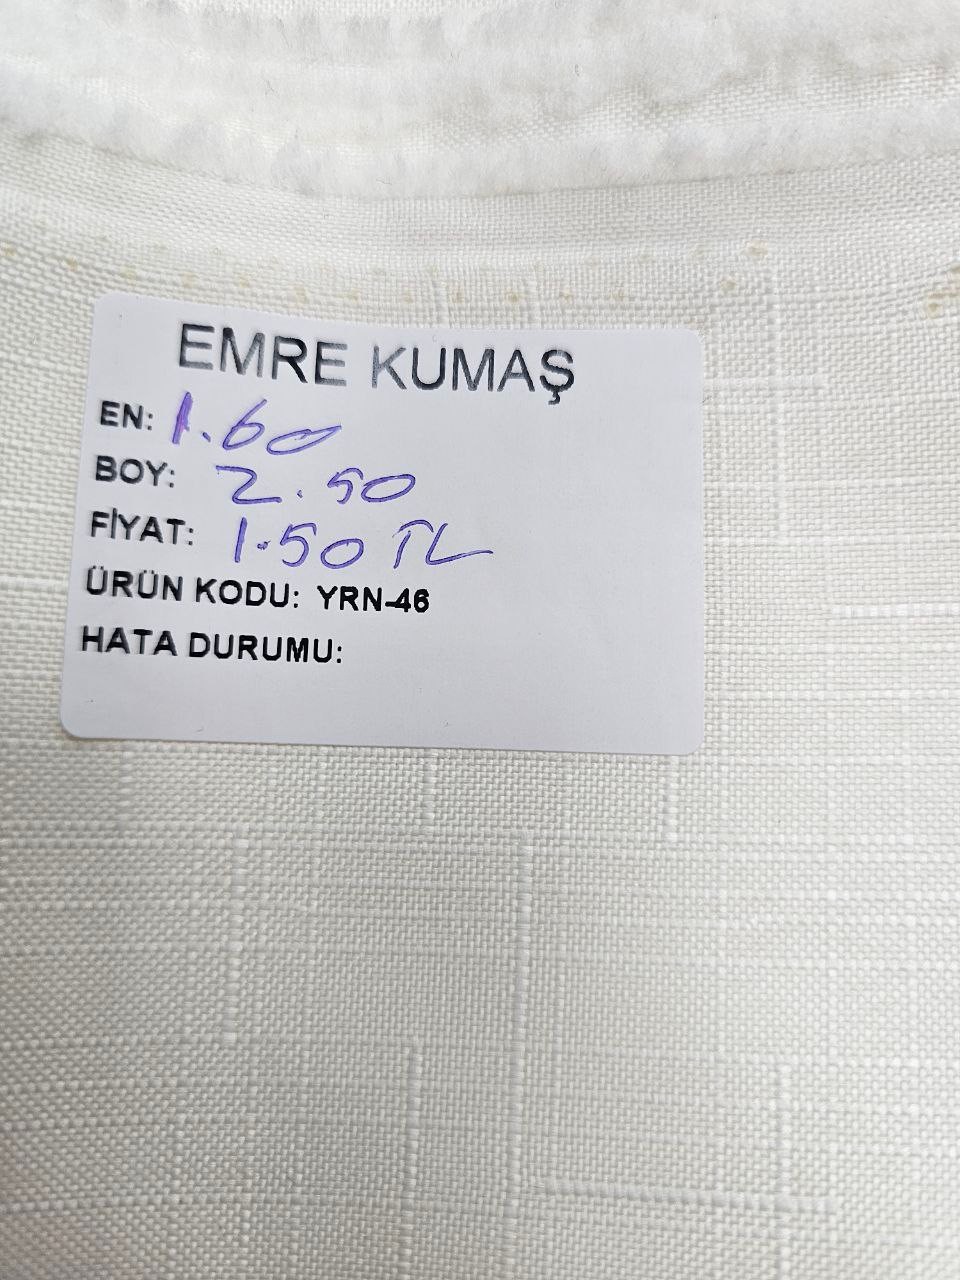 EMRE KUMAŞ
EN: 1.60
BOY: 2.50
FİYAT: 1.50 TL
ÜRÜN KODU: YRN-46
HATA DURUMU: